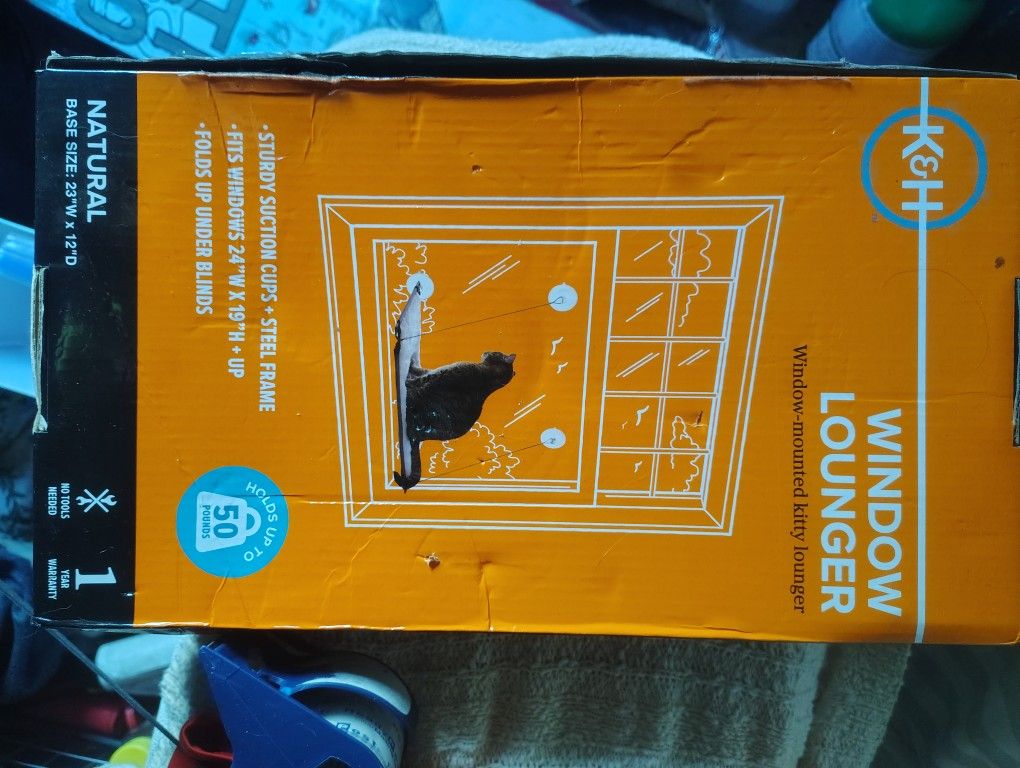 K&H
™
WINDOW
LOUNGER
Window-mounted kitty lounger
•STURDY SUCTION CUPS + STEEL FRAME
•FITS WINDOWS 24"W X 19"H + UP
•FOLDS UP UNDER BLINDS
HOLDS UP TO
50
POUNDS
NATURAL
BASE SIZE: 23"W X 12"D
NO TOOLS
NEEDED
1
YEAR
WARRANTY